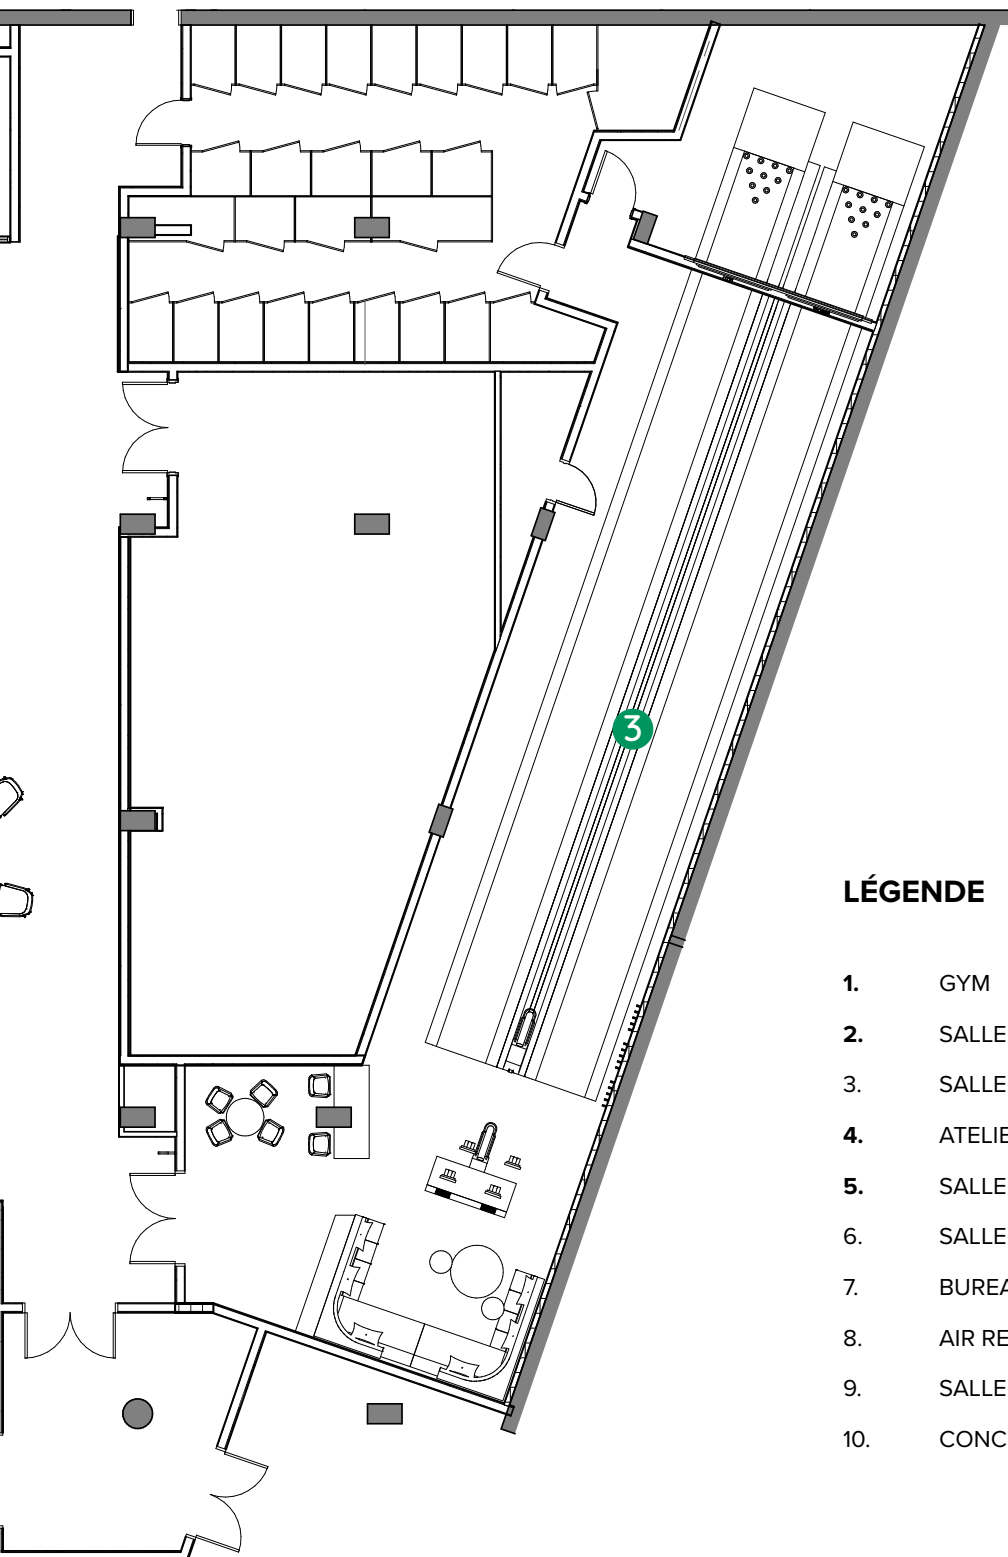 3
LÉGENDE
1. GYM
2. SALLE
3. SALLE
4. ATELIE
5. SALLE
6. SALLE
7. BUREA
8. AIR RE
9. SALLE
10. CONC